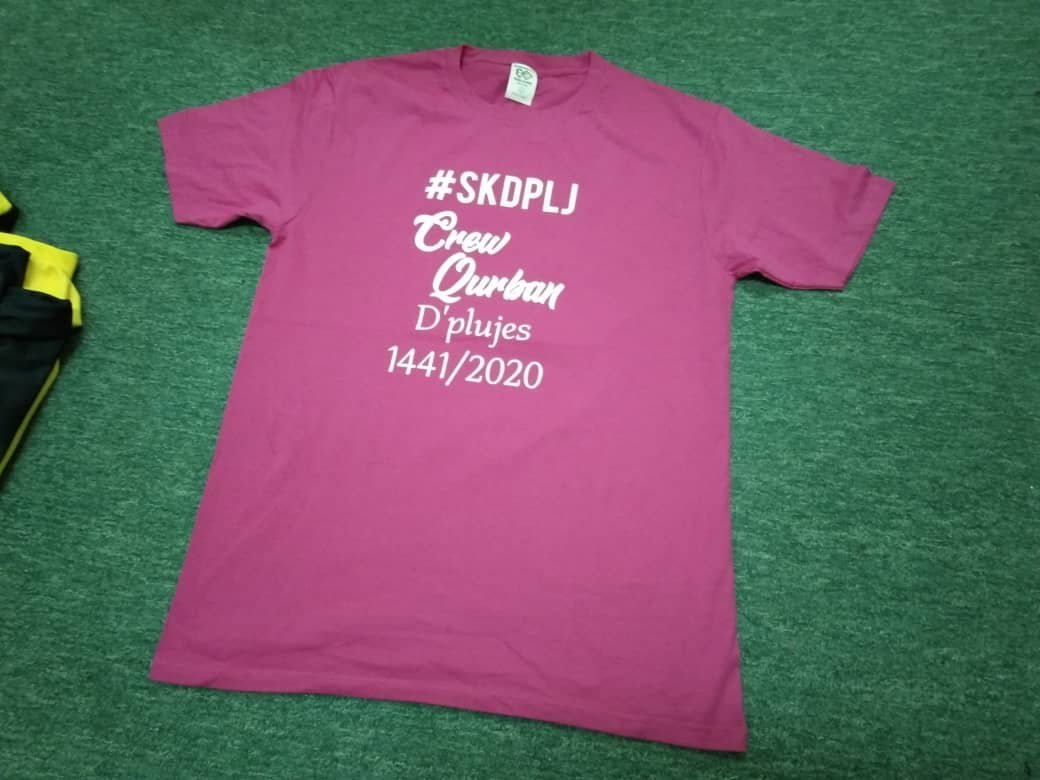 #SKDPLJ
Crew
Qurban
D'plujes
1441/2020